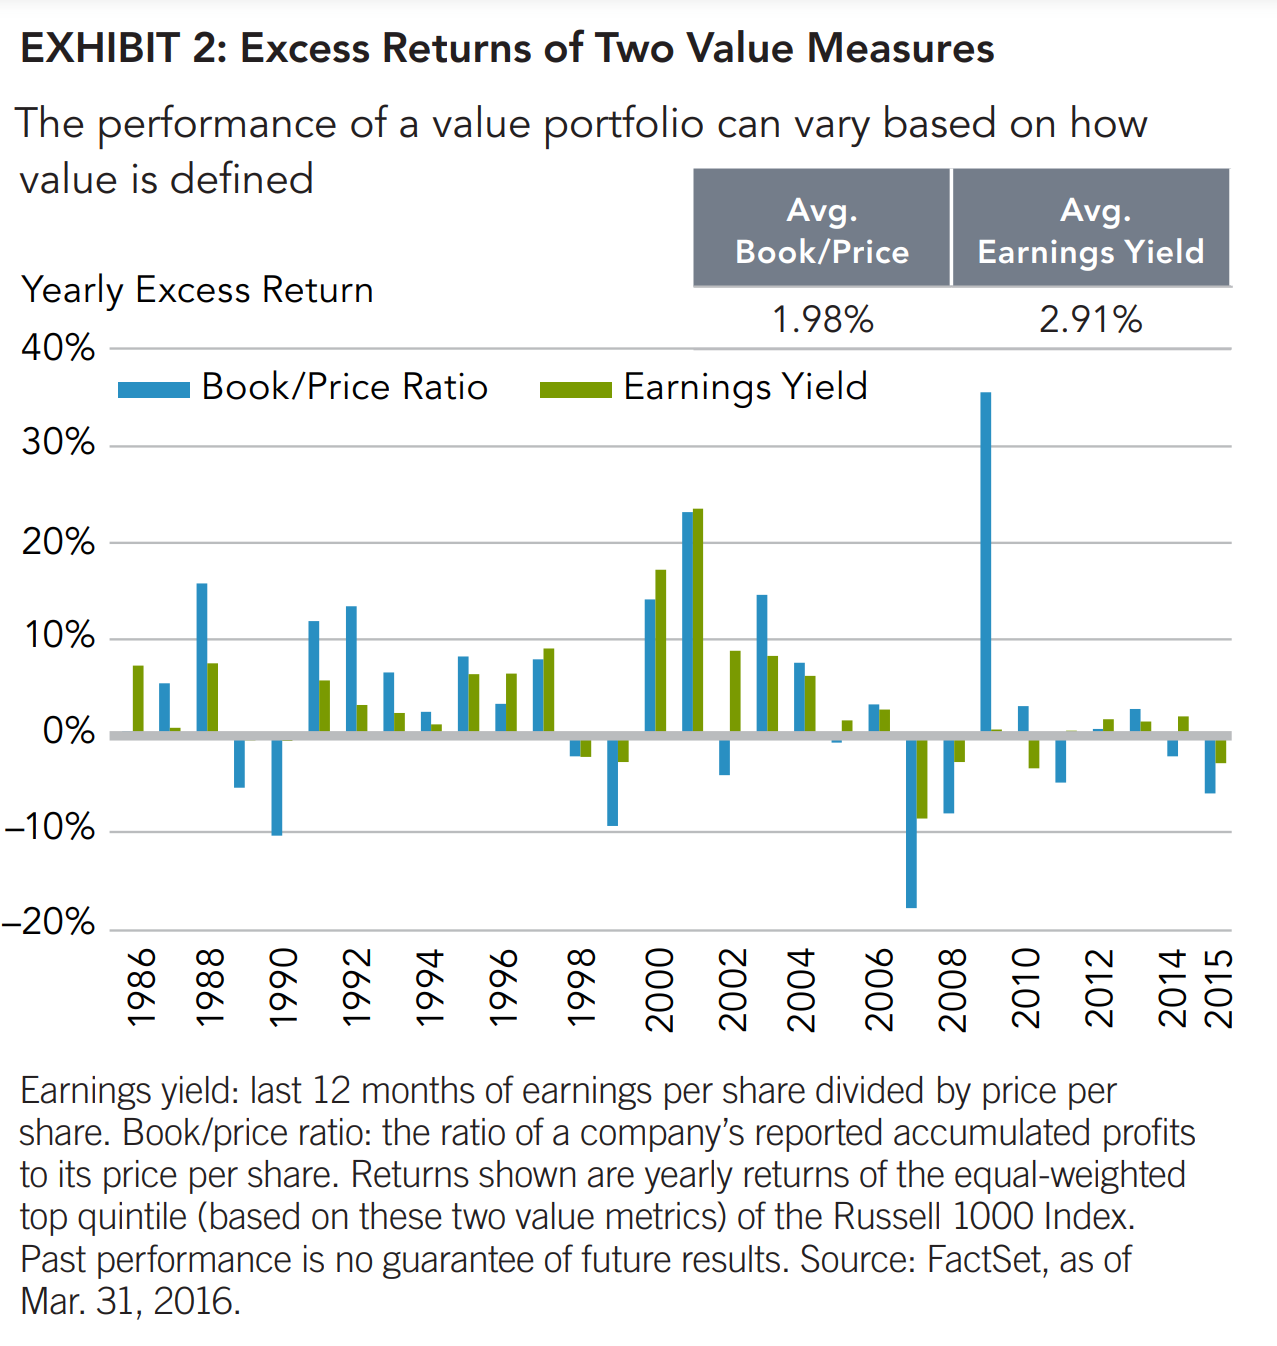 EXHIBIT 2: Excess Returns of Two Value Measures
The performance of a value portfolio can vary based on how
value is defined
Avg.
Book/Price
Avg.
Earnings Yield
1.98%
2.91%
Yearly Excess Return
40%
Book/Price Ratio
Earnings Yield
30%
20%
10%
0%
–10%
–20%
1986
1988
1990
1992
1994
1996
1998
2000
2002
2004
2006
2008
2010
2012
2014
2015
Earnings yield: last 12 months of earnings per share divided by price per
share. Book/price ratio: the ratio of a company’s reported accumulated profits
to its price per share. Returns shown are yearly returns of the equal-weighted
top quintile (based on these two value metrics) of the Russell 1000 Index.
Past performance is no guarantee of future results. Source: FactSet, as of
Mar. 31, 2016.